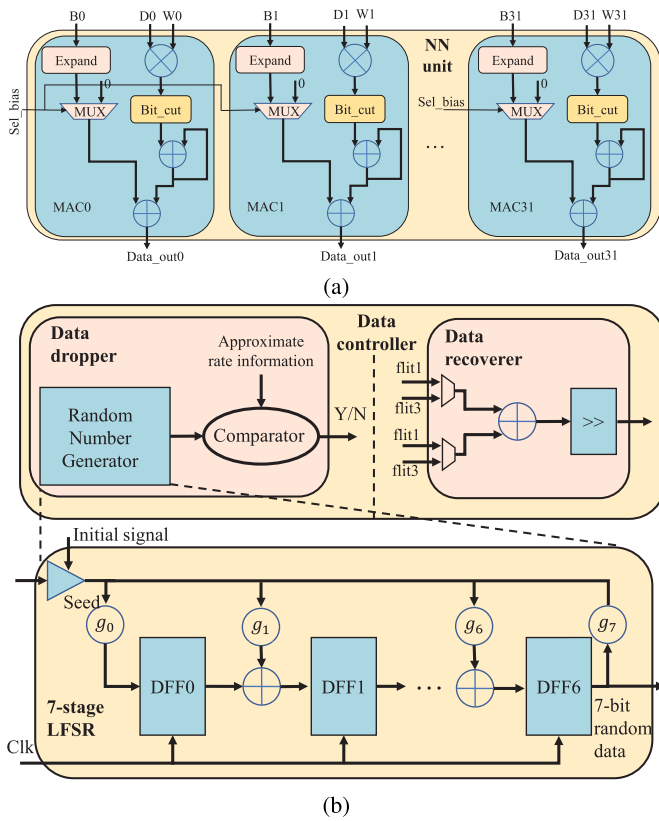 B0 D0 W0 B1 D1 W1 B31 D31 W31
NN
unit
Expand
0
MUX
Bit_cut
Sel_bias
MAC0
Data_out0
Expand
0
MUX
Bit_cut
MAC1
Data_out1
...
Sel_bias
Expand
0
MUX
Bit_cut
MAC31
Data_out31
(a)
Data
dropper
Approximate
rate information
Random
Number
Generator
Comparator
Y/N
Data
controller
Data
recoverer
flit1
flit3
flit1
flit3
>>
Initial signal
Seed
g0
g1
g6
g7
DFF0
DFF1
...
DFF6
7-stage
LFSR
Clk
7-bit
random
data
(b)